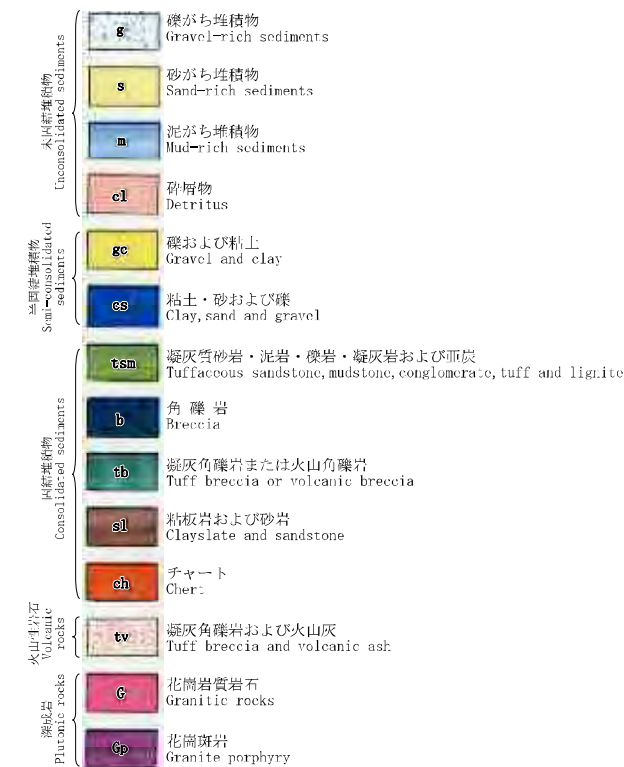 未固結堆積物
Unconsolidated sediments
g
礫がち堆積物
Gravel-rich sediments
s
砂がち堆積物
Sand-rich sediments
m
泥がち堆積物
Mud-rich sediments
cl
砕屑物
Detritus
半固結堆積物
Semi-consolidated
sediments
gc
礫および粘土
Gravel and clay
cs
粘土・砂および礫
Clay,sand and gravel
固結堆積物
Consolidated sediments
tsm
凝灰質砂岩・泥岩・礫岩・凝灰岩および亜炭
Tuffaceous sandstone,mudstone,conglomerate,tuff and lignite
b
角礫岩
Breccia
tb
凝灰角礫岩または火山角礫岩
Tuff breccia or volcanic breccia
sl
粘板岩および砂岩
Clayslate and sandstone
ch
チャート
Chert
火山性岩石
Volcanic
rocks
tv
凝灰角礫岩および火山灰
Tuff breccia and volcanic ash
深成岩
Plutonic rocks
G
花崗岩質岩石
Granitic rocks
Gp
花崗斑岩
Granite porphyry